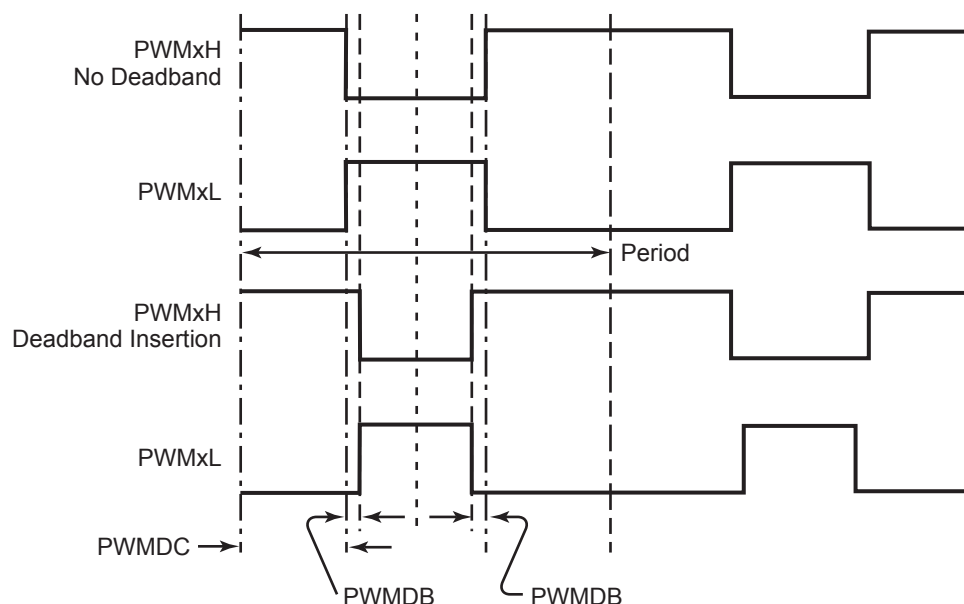 PWMxH
No Deadband
PWMxL
Period
PWMxH
Deadband Insertion
PWMxL
PWMDC
PWMDB
PWMDB